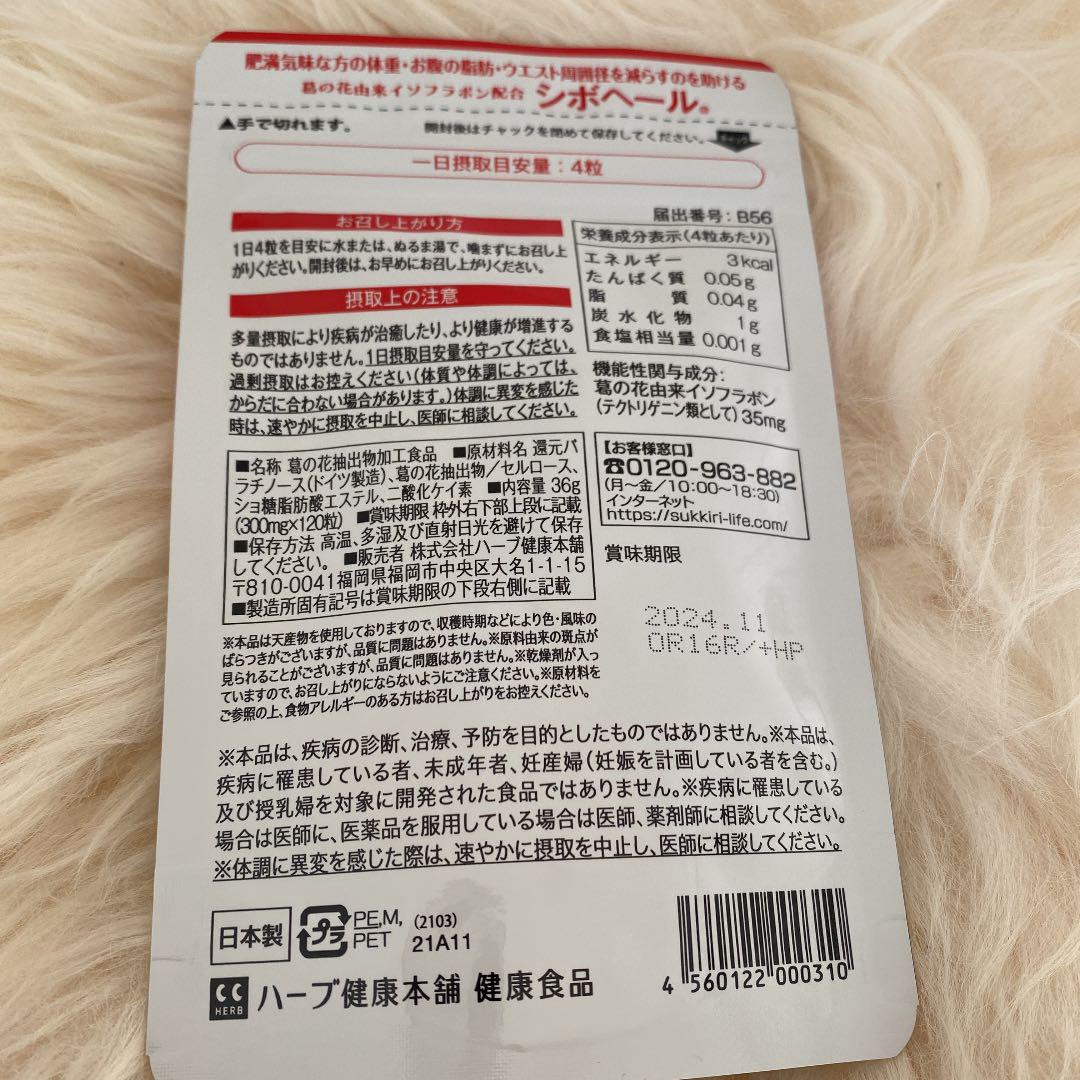 肥満気味な方の体重・お腹の脂肪・ウエスト周囲径を減らすのを助ける
葛の花由来イソフラボン配合 シボヘール®
▲手で切れます。 開封後はチャックを閉めて保存してください。 チャック
一日摂取目安量：4粒
お召し上がり方
1日4粒を目安に水または、ぬるま湯で、噛まずにお召し上
がりください。開封後は、お早めにお召し上がりください。
摂取上の注意
多量摂取により疾病が治癒したり、より健康が増進する
ものではありません。1日摂取目安量を守ってください。
過剰摂取はお控えください（体質や体調によっては、
からだに合わない場合があります。）体調に異変を感じた
時は、速やかに摂取を中止し、医師に相談してください。
■名称 葛の花抽出物加工食品 ■原材料名 還元パ
ラチノース（ドイツ製造）、葛の花抽出物／セルロース、
ショ糖脂肪酸エステル、二酸化ケイ素 ■内容量 36g
（300mg×120粒） ■賞味期限 枠外右下部上段に記載
■保存方法 高温、多湿及び直射日光を避けて保存
してください。 ■販売者 株式会社ハーブ健康本舗
〒810-0041福岡県福岡市中央区大名1-1-15
■製造所固有記号は賞味期限の下段右側に記載
※本品は天産物を使用しておりますので、収穫時期などにより色・風味の
ばらつきがございますが、品質に問題はありません。※原料由来の斑点が
見られることがございますが、品質に問題はありません。※乾燥剤が入っ
ていますので、お召し上がりにならないようにご注意ください。※原材料を
ご参照の上、食物アレルギーのある方はお召し上がりをお控えください。
届出番号：B56
栄養成分表示（4粒あたり）
エネルギー 3kcal
たんぱく質 0.05g
脂質 0.04g
炭水化物 1g
食塩相当量 0.001g
機能性関与成分：
葛の花由来イソフラボン
（テクトリゲニン類として）35mg
【お客様窓口】
☎0120-963-882
（月～金／10:00～18:30）
インターネット
https://sukkiri-life.com/
賞味期限
2024.11
OR16R/+HP
※本品は、疾病の診断、治療、予防を目的としたものではありません。※本品は、
疾病に罹患している者、未成年者、妊産婦（妊娠を計画している者を含む。）
及び授乳婦を対象に開発された食品ではありません。※疾病に罹患している
場合は医師に、医薬品を服用している場合は医師、薬剤師に相談してください。
※体調に異変を感じた際は、速やかに摂取を中止し、医師に相談してください。
日本製 プラ PE,M, (2103)
PET 21A11
CC HERB ハーブ健康本舗 健康食品
4 560122 000310